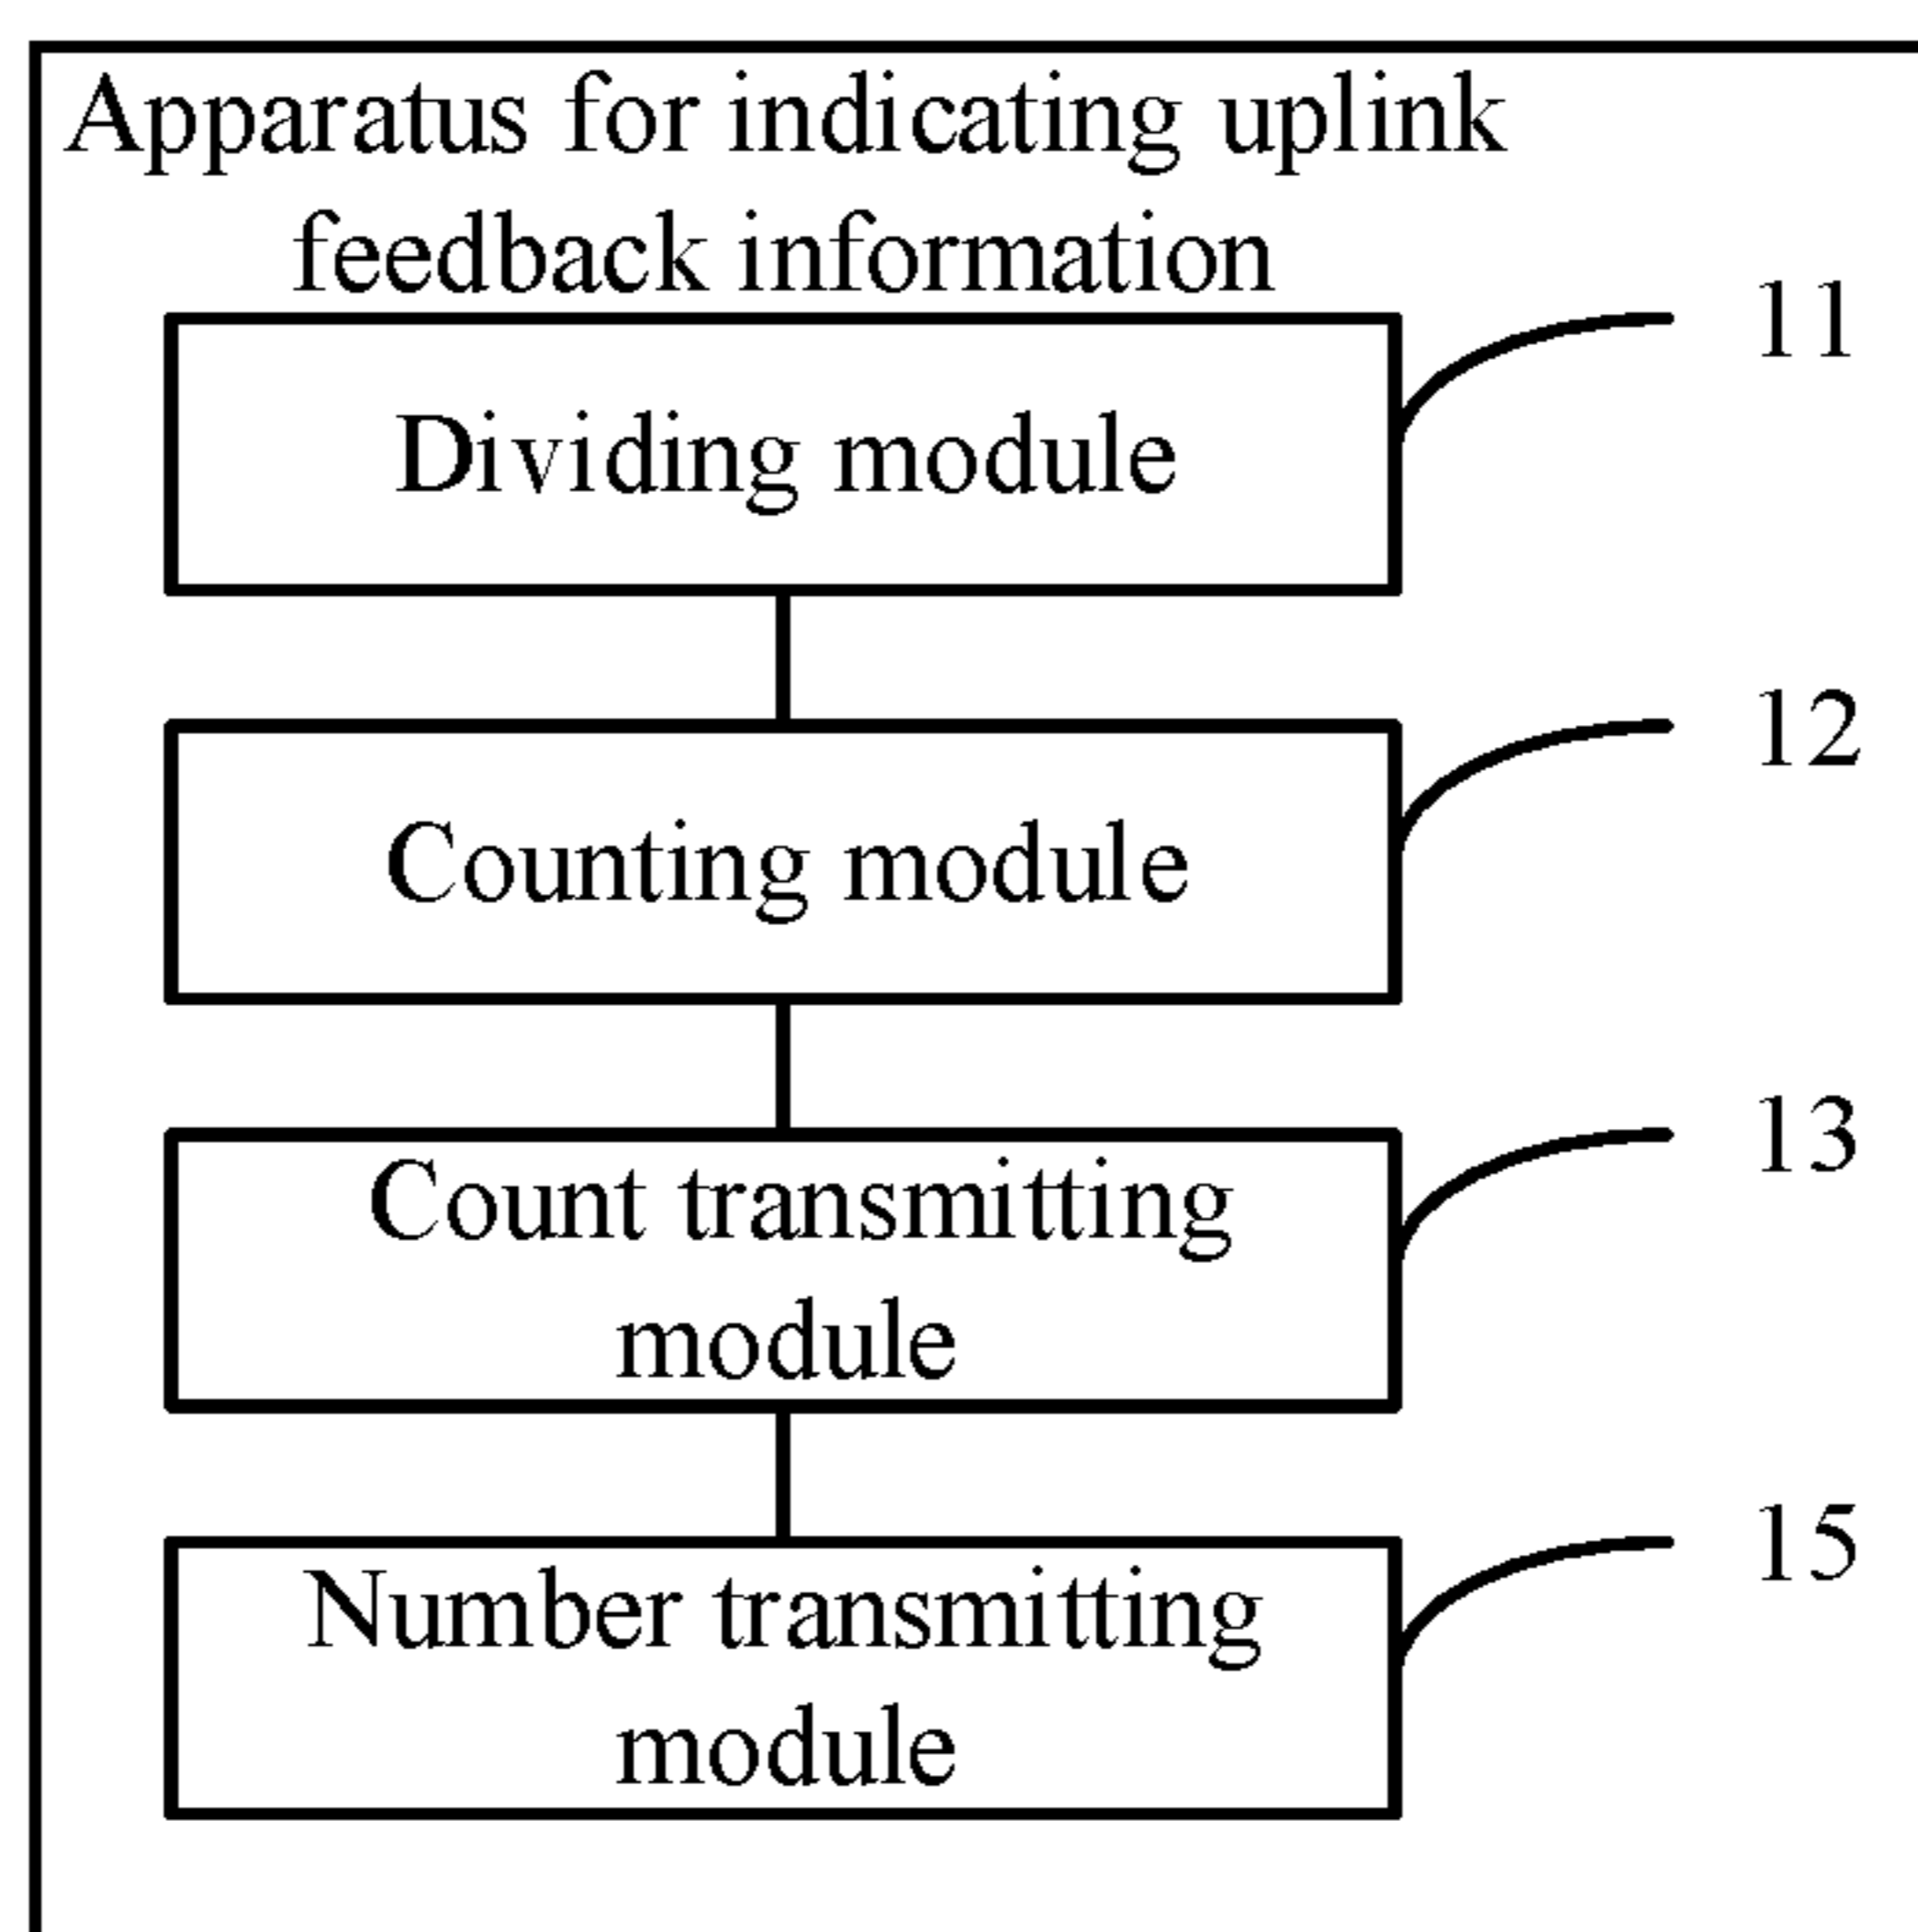 Apparatus for indicating uplink
feedback information
11
Dividing module
12
Counting module
13
Count transmitting
module
15
Number transmitting
module